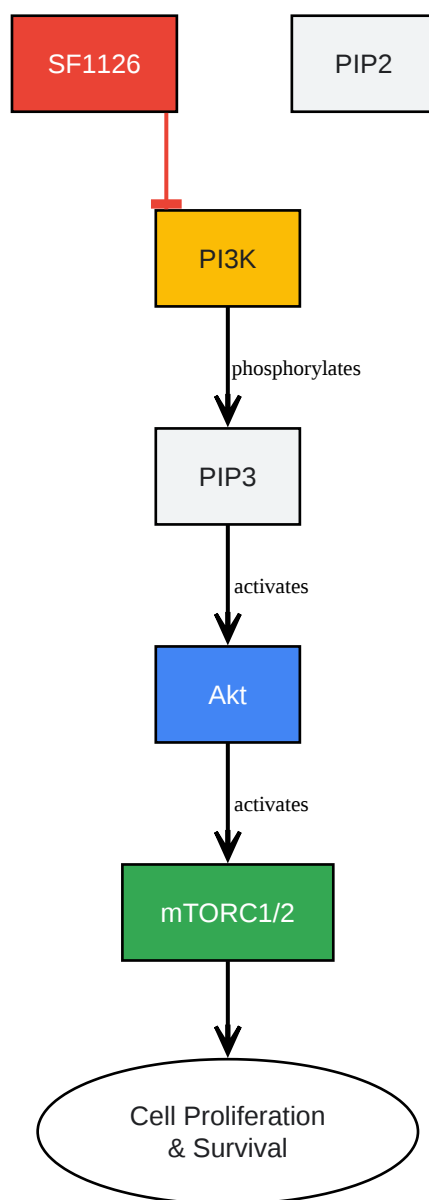 SF1126
PIP2
PI3K
phosphorylates
PIP3
activates
Akt
activates
mTORC1/2
Cell Proliferation
& Survival